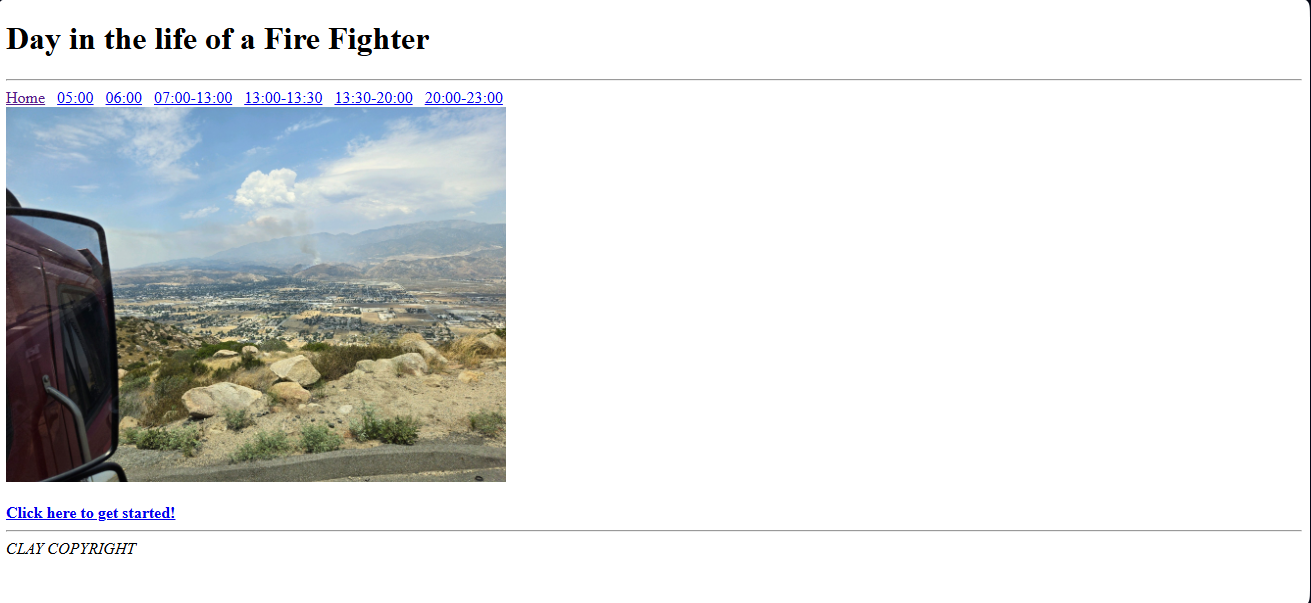 Day in the life of a Fire Fighter
Home 05:00 06:00 07:00-13:00 13:00-13:30 13:30-20:00 20:00-23:00
Click here to get started!
CLAY COPYRIGHT